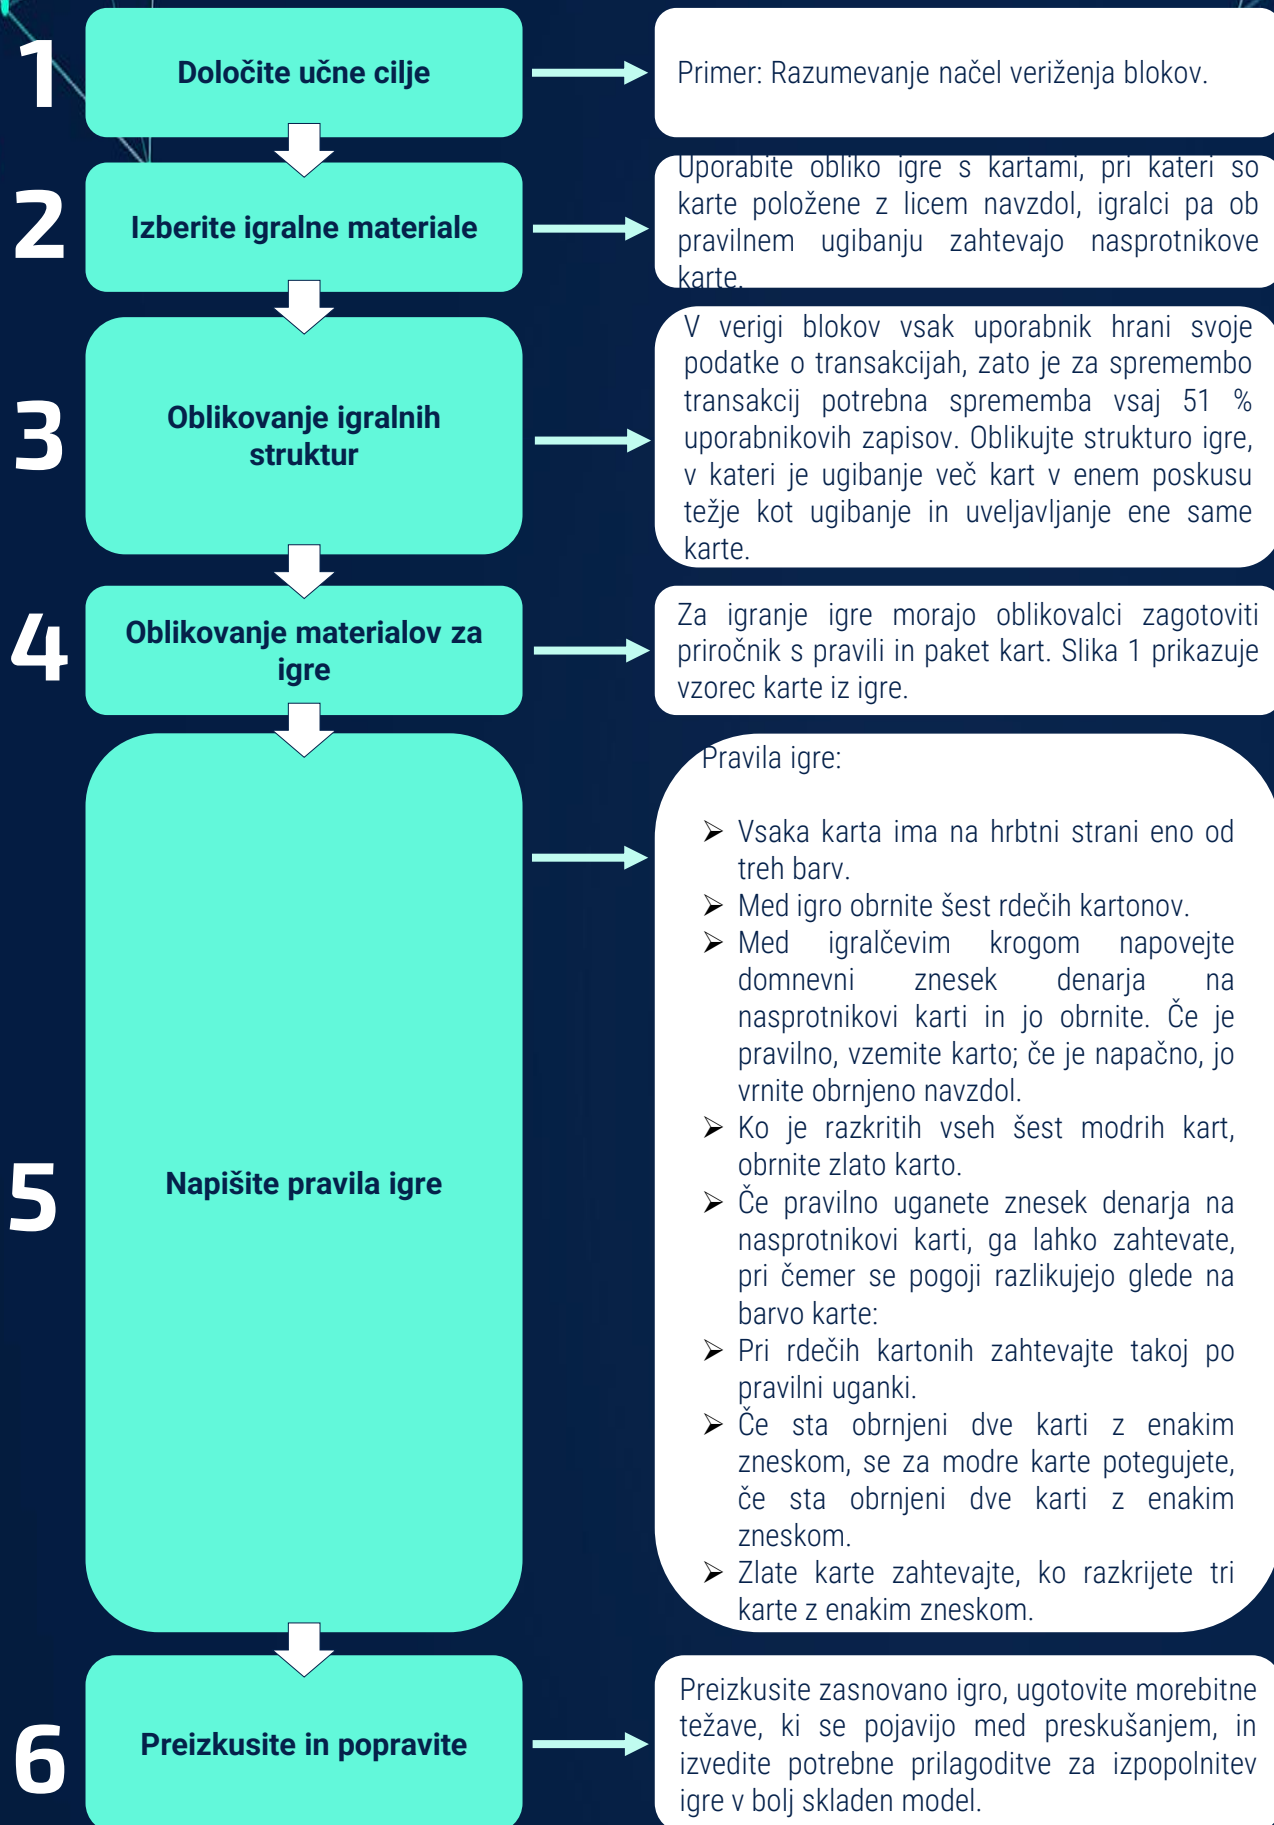 1
Določite učne cilje
Primer: Razumevanje načel veriženja blokov.
2
Izberite igralne materiale
Uporabite obliko igre s kartami, pri kateri so
karte položene z licem navzdol, igralci pa ob
pravilnem ugibanju zahtevajo nasprotnikove
karte.
3
Oblikovanje igralnih
struktur
V verigi blokov vsak uporabnik hrani svoje
podatke o transakcijah, zato je za spremembo
transakcij potrebna sprememba vsaj 51 %
uporabnikovih zapisov. Oblikujte strukturo igre,
v kateri je ugibanje več kart v enem poskusu
težje kot ugibanje in uveljavljanje ene same
karte.
4
Oblikovanje materialov za
igre
Za igranje igre morajo oblikovalci zagotoviti
priročnik s pravili in paket kart. Slika 1 prikazuje
vzorec karte iz igre.
5
Napišite pravila igre
Pravila igre:
➢ Vsaka karta ima na hrbtni strani eno od
treh barv.
➢ Med igro obrnite šest rdečih kartonov.
➢ Med igralčevim krogom napovejte
domnevni znesek denarja na
nasprotnikovi karti in jo obrnite. Če je
pravilno, vzemite karto; če je napačno, jo
vrnite obrnjeno navzdol.
➢ Ko je razkritih vseh šest modrih kart,
obrnite zlato karto.
➢ Če pravilno uganete znesek denarja na
nasprotnikovi karti, ga lahko zahtevate,
pri čemer se pogoji razlikujejo glede na
barvo karte:
➢ Pri rdečih kartonih zahtevajte takoj po
pravilni uganki.
➢ Če sta obrnjeni dve karti z enakim
zneskom, se za modre karte potegujete,
če sta obrnjeni dve karti z enakim
zneskom.
➢ Zlate karte zahtevajte, ko razkrijete tri
karte z enakim zneskom.
6
Preizkusite in popravite
Preizkusite zasnovano igro, ugotovite morebitne
težave, ki se pojavijo med preskušanjem, in
izvedite potrebne prilagoditve za izpopolnitev
igre v bolj skladen model.